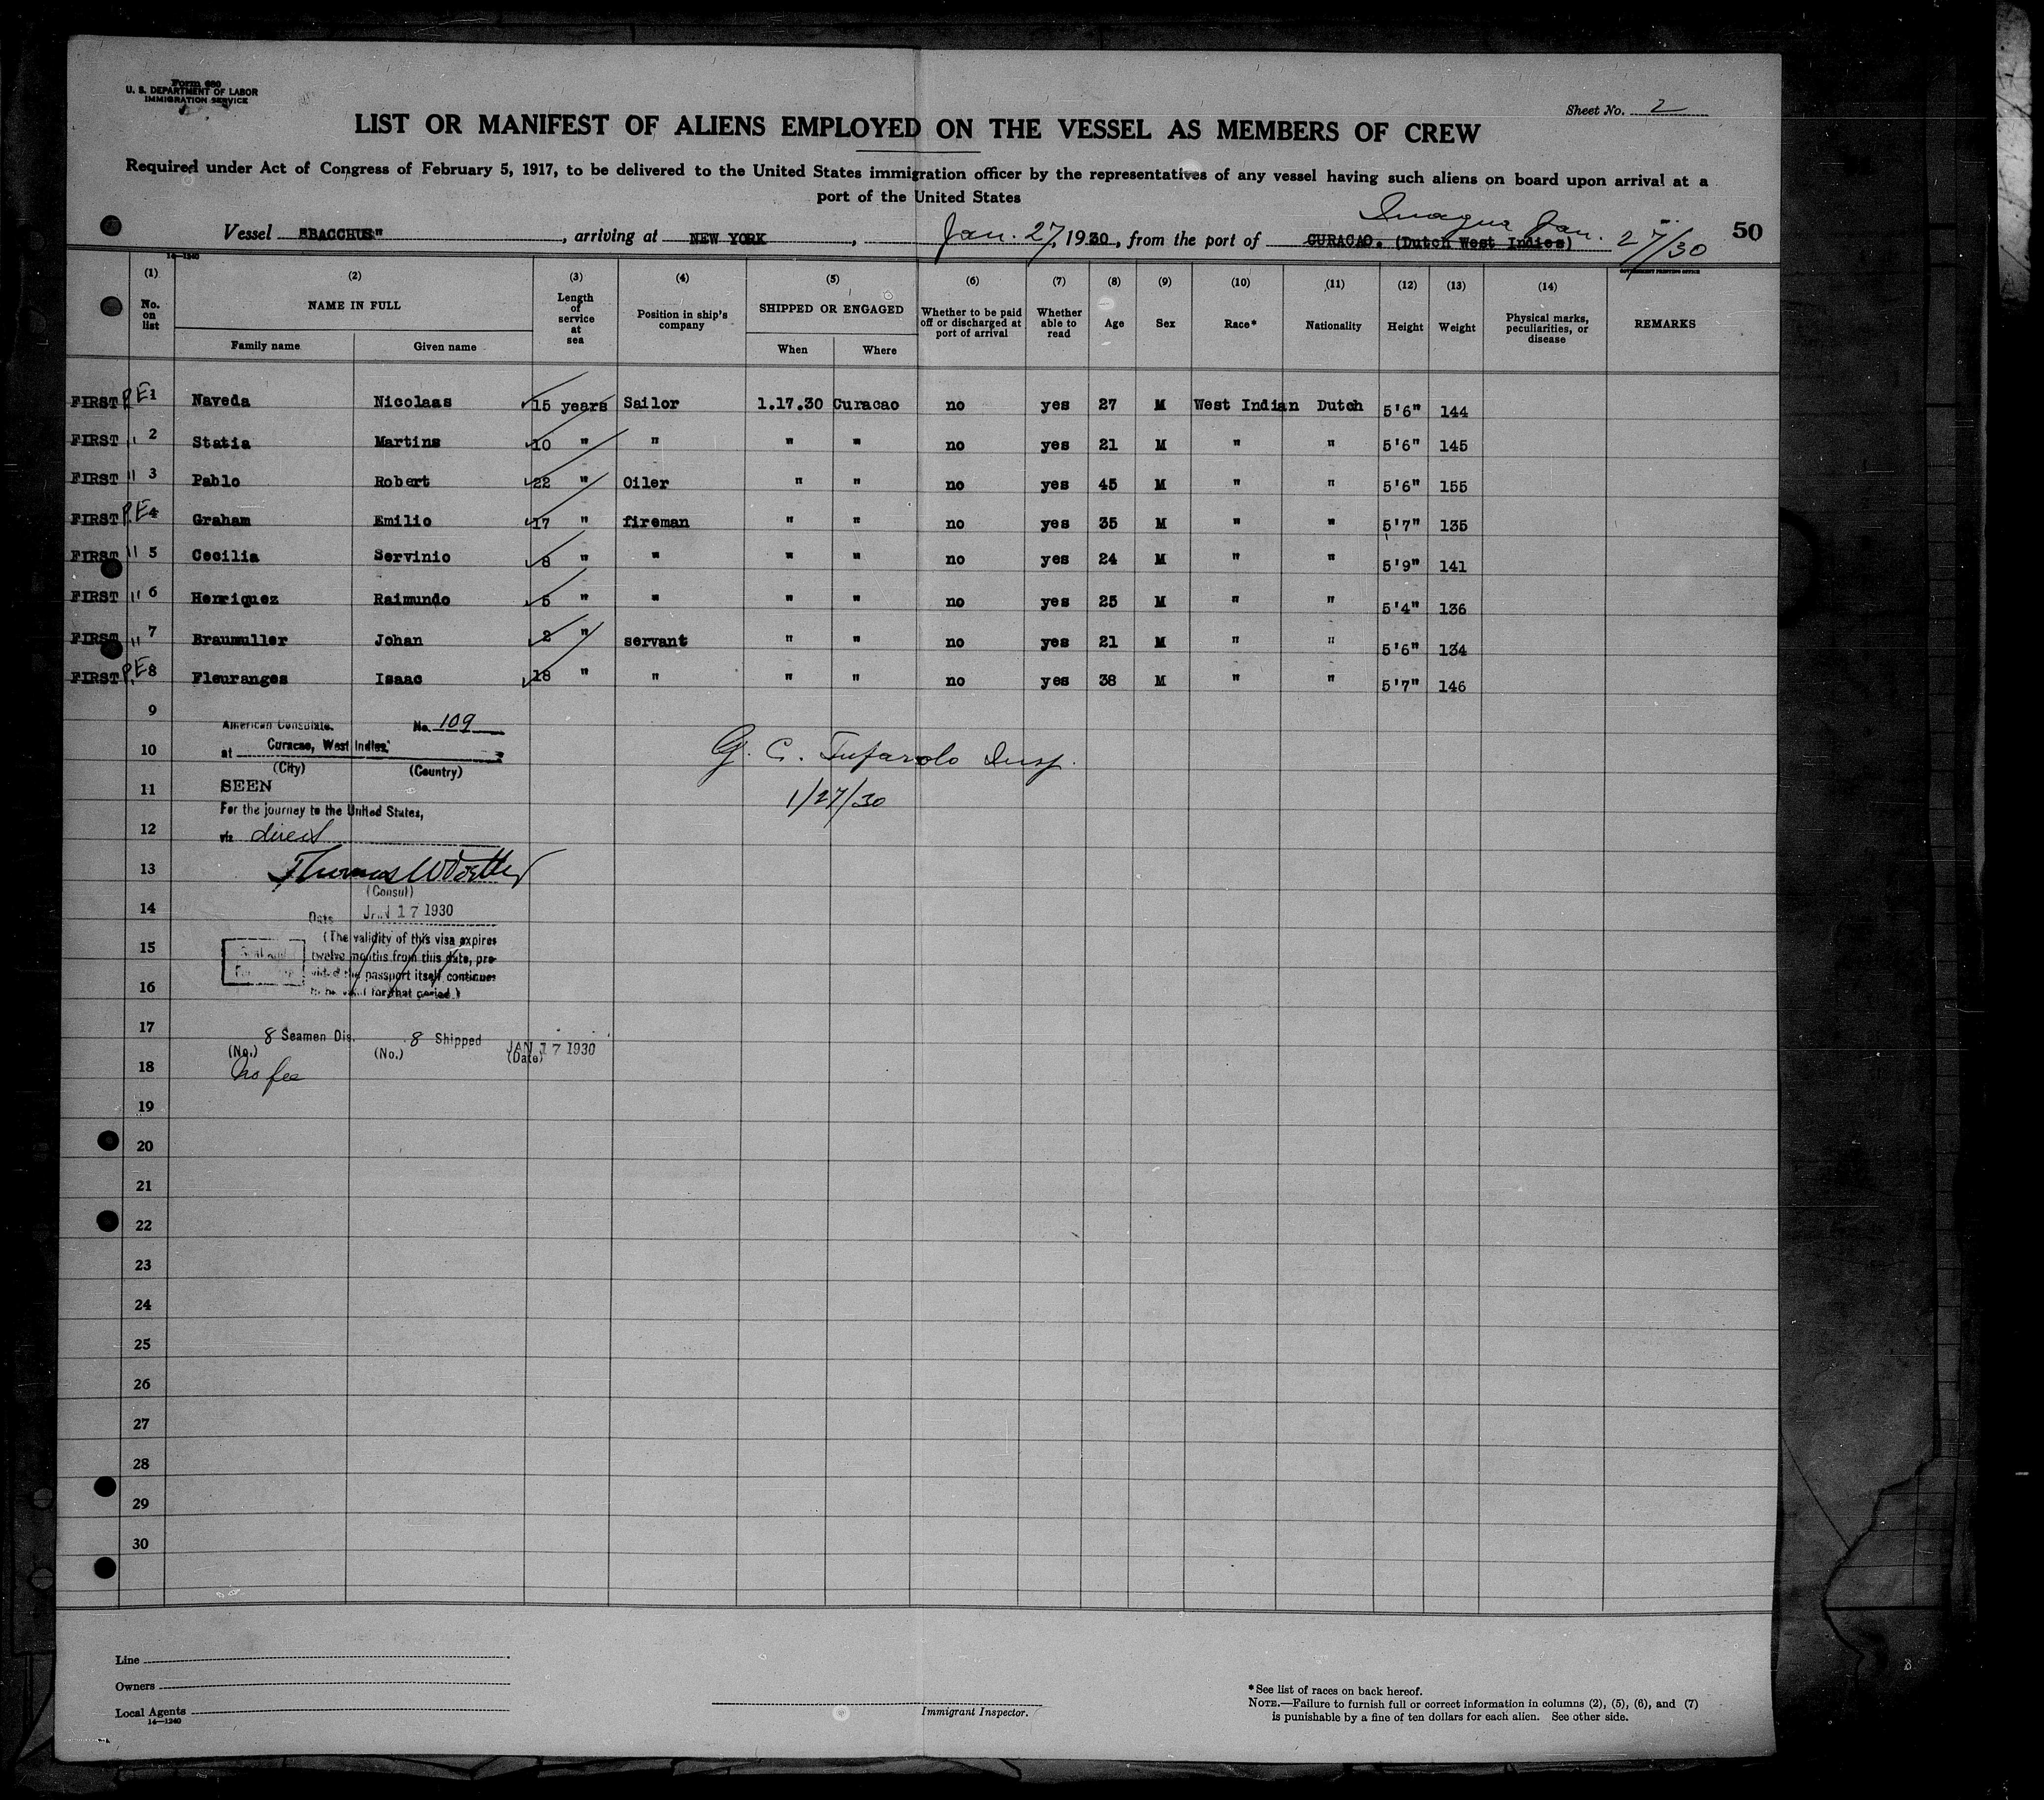 Form 680
U. S. DEPARTMENT OF LABOR
IMMIGRATION SERVICE
Sheet No. 2
LIST OR MANIFEST OF ALIENS EMPLOYED ON THE VESSEL AS MEMBERS OF CREW
Required under Act of Congress of February 5, 1917, to be delivered to the United States immigration officer by the representatives of any vessel having such aliens on board upon arrival at a
port of the United States
Inagua Jan. 27/30
Vessel "BACCHUS", arriving at NEW YORK, Jan. 27, 1930, from the port of CURACAO. (Dutch West Indies) 50
14—1240
GOVERNMENT PRINTING OFFICE
(1) No. on list
(2) NAME IN FULL
Family name Given name
(3) Length of service at sea
(4) Position in ship's company
(5) SHIPPED OR ENGAGED
When Where
(6) Whether to be paid off or discharged at port of arrival
(7) Whether able to read
(8) Age
(9) Sex
(10) Race*
(11) Nationality
(12) Height
(13) Weight
(14) Physical marks, peculiarities, or disease
REMARKS
FIRST P.E. 1 Naveda Nicolaas 15 years Sailor 1.17.30 Curacao no yes 27 M West Indian Dutch 5'6" 144
FIRST " 2 Statia Martins 10 " " " " no yes 21 M " " 5'6" 145
FIRST " 3 Pablo Robert 22 " Oiler " " no yes 45 M " " 5'6" 155
FIRST P.E. 4 Graham Emilio 17 " fireman " " no yes 35 M " " 5'7" 135
FIRST " 5 Cecilia Servinio 8 " " " " no yes 24 M " " 5'9" 141
FIRST " 6 Henriquez Raimundo 5 " " " " no yes 25 M " " 5'4" 136
FIRST " 7 Braumuller Johan 2 " servant " " no yes 21 M " " 5'6" 134
FIRST P.E. 8 Fleuranges Isaac 18 " " " " no yes 38 M " " 5'7" 146
9
American Consulate. No. 109
10
at Curacao, West Indies.
(City) (Country)
G. C. Tufarolo Insp.
1/27/30
11
SEEN
For the journey to the United States,
12
via direct
13
Thomas W
(Consul)
14
Date JAN 17 1930
(The validity of this visa expires
15
twelve months from this date, pro-
vided the passport itself continues
16
to be valid for that period.)
17
8 Seamen Dis. 8 Shipped JAN 17 1930
(No.) (No.) (Date)
18
No fee
19
20
21
22
23
24
25
26
27
28
29
30
Line
Owners
Local Agents
14—1240
Immigrant Inspector.
*See list of races on back hereof.
NOTE.—Failure to furnish full or correct information in columns (2), (5), (6), and (7)
is punishable by a fine of ten dollars for each alien. See other side.